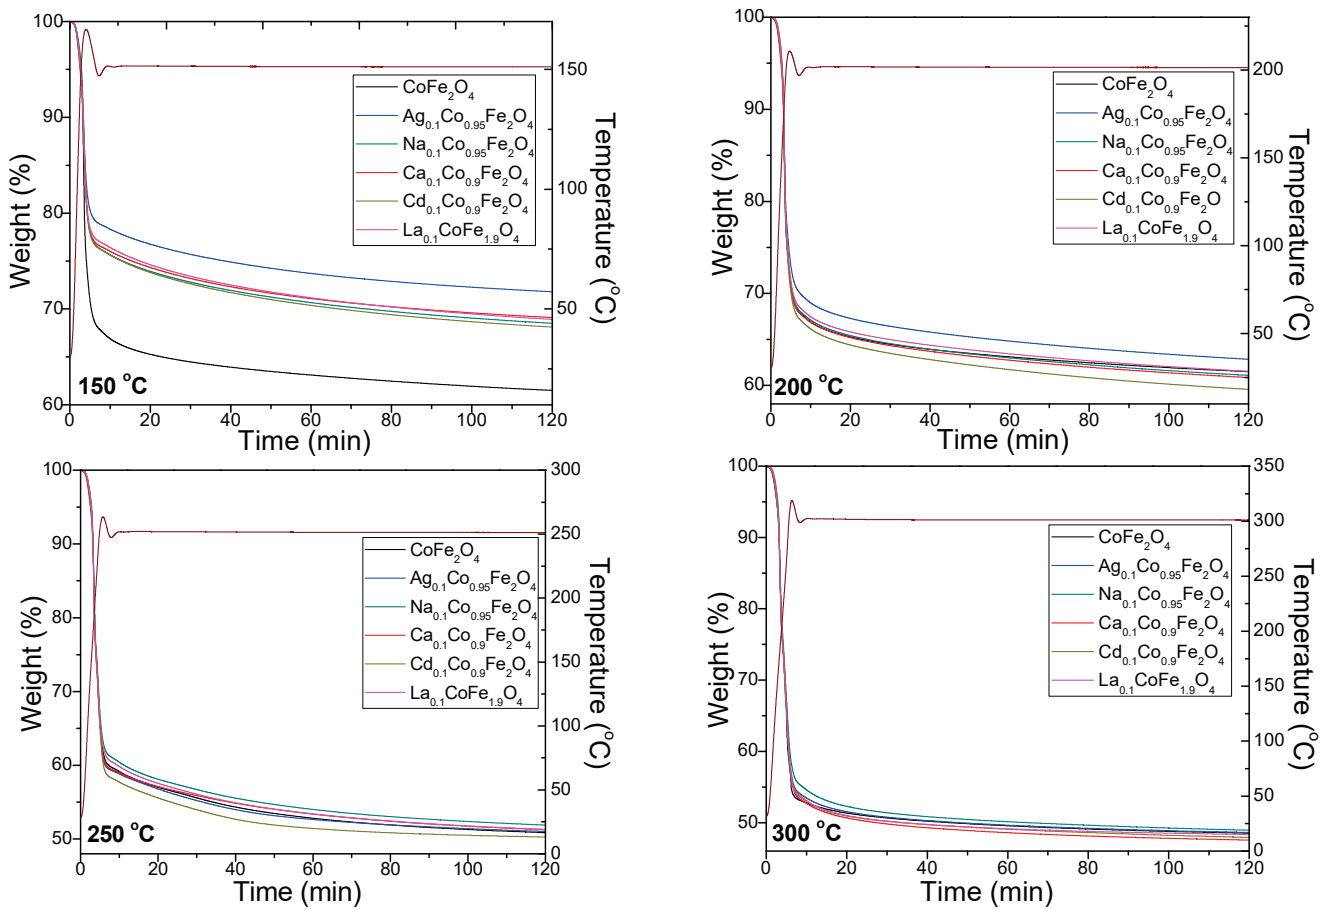 100
90
80
70
60
Weight (%)
150
100
50
Temperature (°C)
CoFe₂O₄
Ag₀.₁Co₀.₉₅Fe₂O₄
Na₀.₁Co₀.₉₅Fe₂O₄
Ca₀.₁Co₀.₉Fe₂O₄
Cd₀.₁Co₀.₉Fe₂O₄
La₀.₁CoFe₁.₉O₄
150 °C
0 20 40 60 80 100 120
Time (min)
100
90
80
70
60
Weight (%)
200
150
100
50
Temperature (°C)
CoFe₂O₄
Ag₀.₁Co₀.₉₅Fe₂O₄
Na₀.₁Co₀.₉₅Fe₂O₄
Ca₀.₁Co₀.₉Fe₂O₄
Cd₀.₁Co₀.₉Fe₂O
La₀.₁CoFe₁.₉O₄
200 °C
0 20 40 60 80 100 120
Time (min)
100
90
80
70
60
50
Weight (%)
300
250
200
150
100
50
0
Temperature (°C)
CoFe₂O₄
Ag₀.₁Co₀.₉₅Fe₂O₄
Na₀.₁Co₀.₉₅Fe₂O₄
Ca₀.₁Co₀.₉Fe₂O₄
Cd₀.₁Co₀.₉Fe₂O₄
La₀.₁CoFe₁.₉O₄
250 °C
0 20 40 60 80 100 120
Time (min)
100
90
80
70
60
50
Weight (%)
350
300
250
200
150
100
50
0
Temperature (°C)
CoFe₂O₄
Ag₀.₁Co₀.₉₅Fe₂O₄
Na₀.₁Co₀.₉₅Fe₂O₄
Ca₀.₁Co₀.₉Fe₂O₄
Cd₀.₁Co₀.₉Fe₂O₄
La₀.₁CoFe₁.₉O₄
300 °C
0 20 40 60 80 100 120
Time (min)